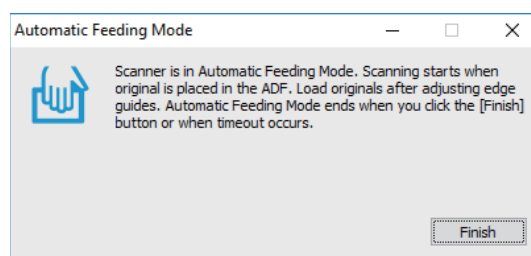 Automatic Feeding Mode
Scanner is in Automatic Feeding Mode. Scanning starts when
original is placed in the ADF. Load originals after adjusting edge
guides. Automatic Feeding Mode ends when you click the [Finish]
button or when timeout occurs.
Finish